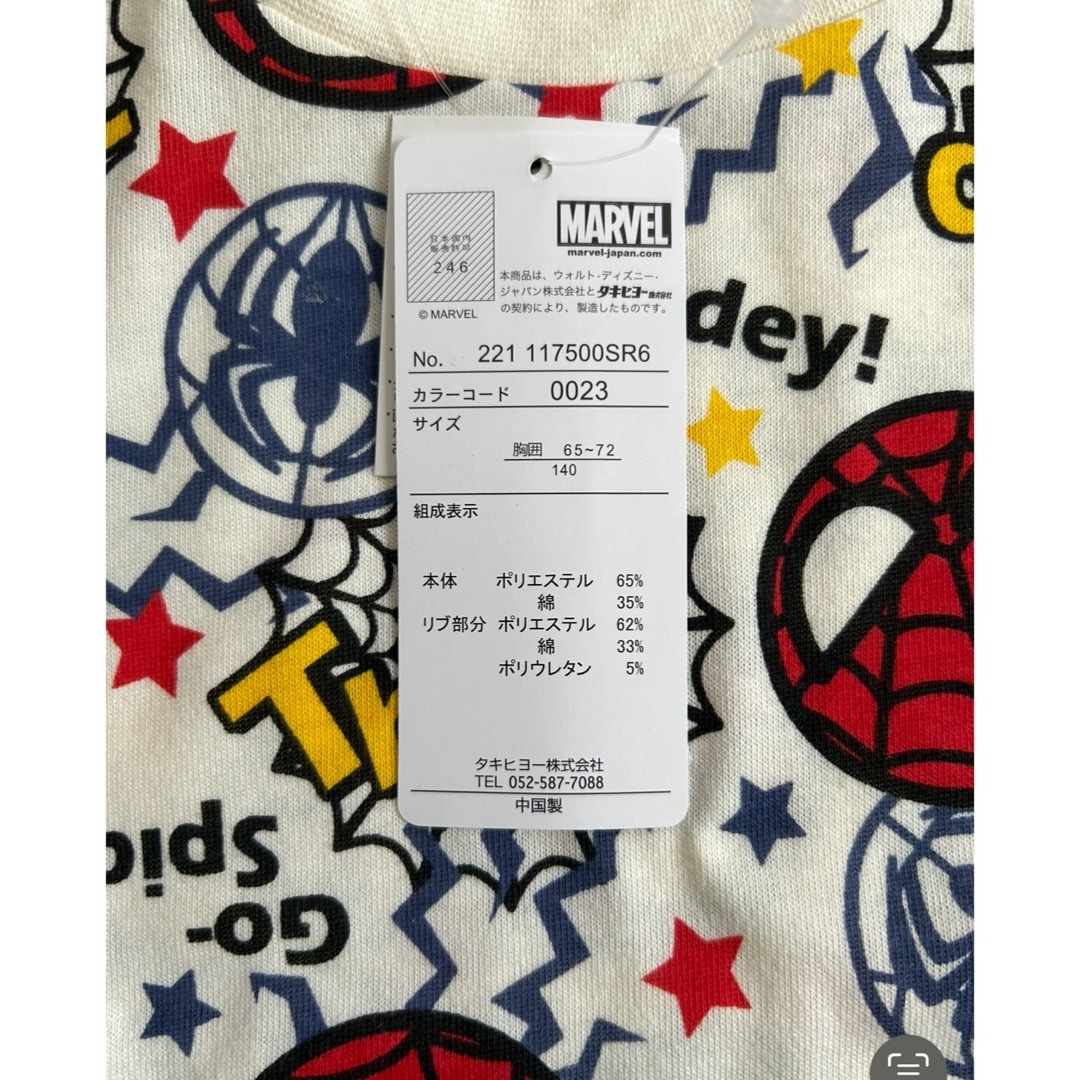 MARVEL
marvel-japan.com
日本国内
販売許可
246
© MARVEL
本商品は、ウォルト・ディズニー・
ジャパン株式会社とタキヒヨー株式会社
の契約により、製造したものです。
No. 221 117500SR6
カラーコード 0023
サイズ
胸囲 65~72
140
組成表示
本体 ポリエステル 65%
綿 35%
リブ部分 ポリエステル 62%
綿 33%
ポリウレタン 5%
タキヒヨー株式会社
TEL 052-587-7088
中国製
dey!
Go-
Spid